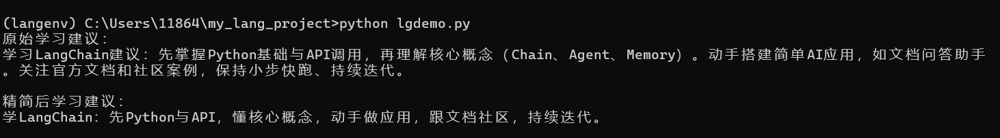 (langenv) C:\Users\11864\my_lang_project>python lgdemo.py
原始学习建议：
学习LangChain建议：先掌握Python基础与API调用，再理解核心概念（Chain、Agent、Memory）。动手搭建简单AI应用，如文档问答助手
。关注官方文档和社区案例，保持小步快跑、持续迭代。
精简后学习建议：
学LangChain：先Python与API，懂核心概念，动手做应用，跟文档社区，持续迭代。